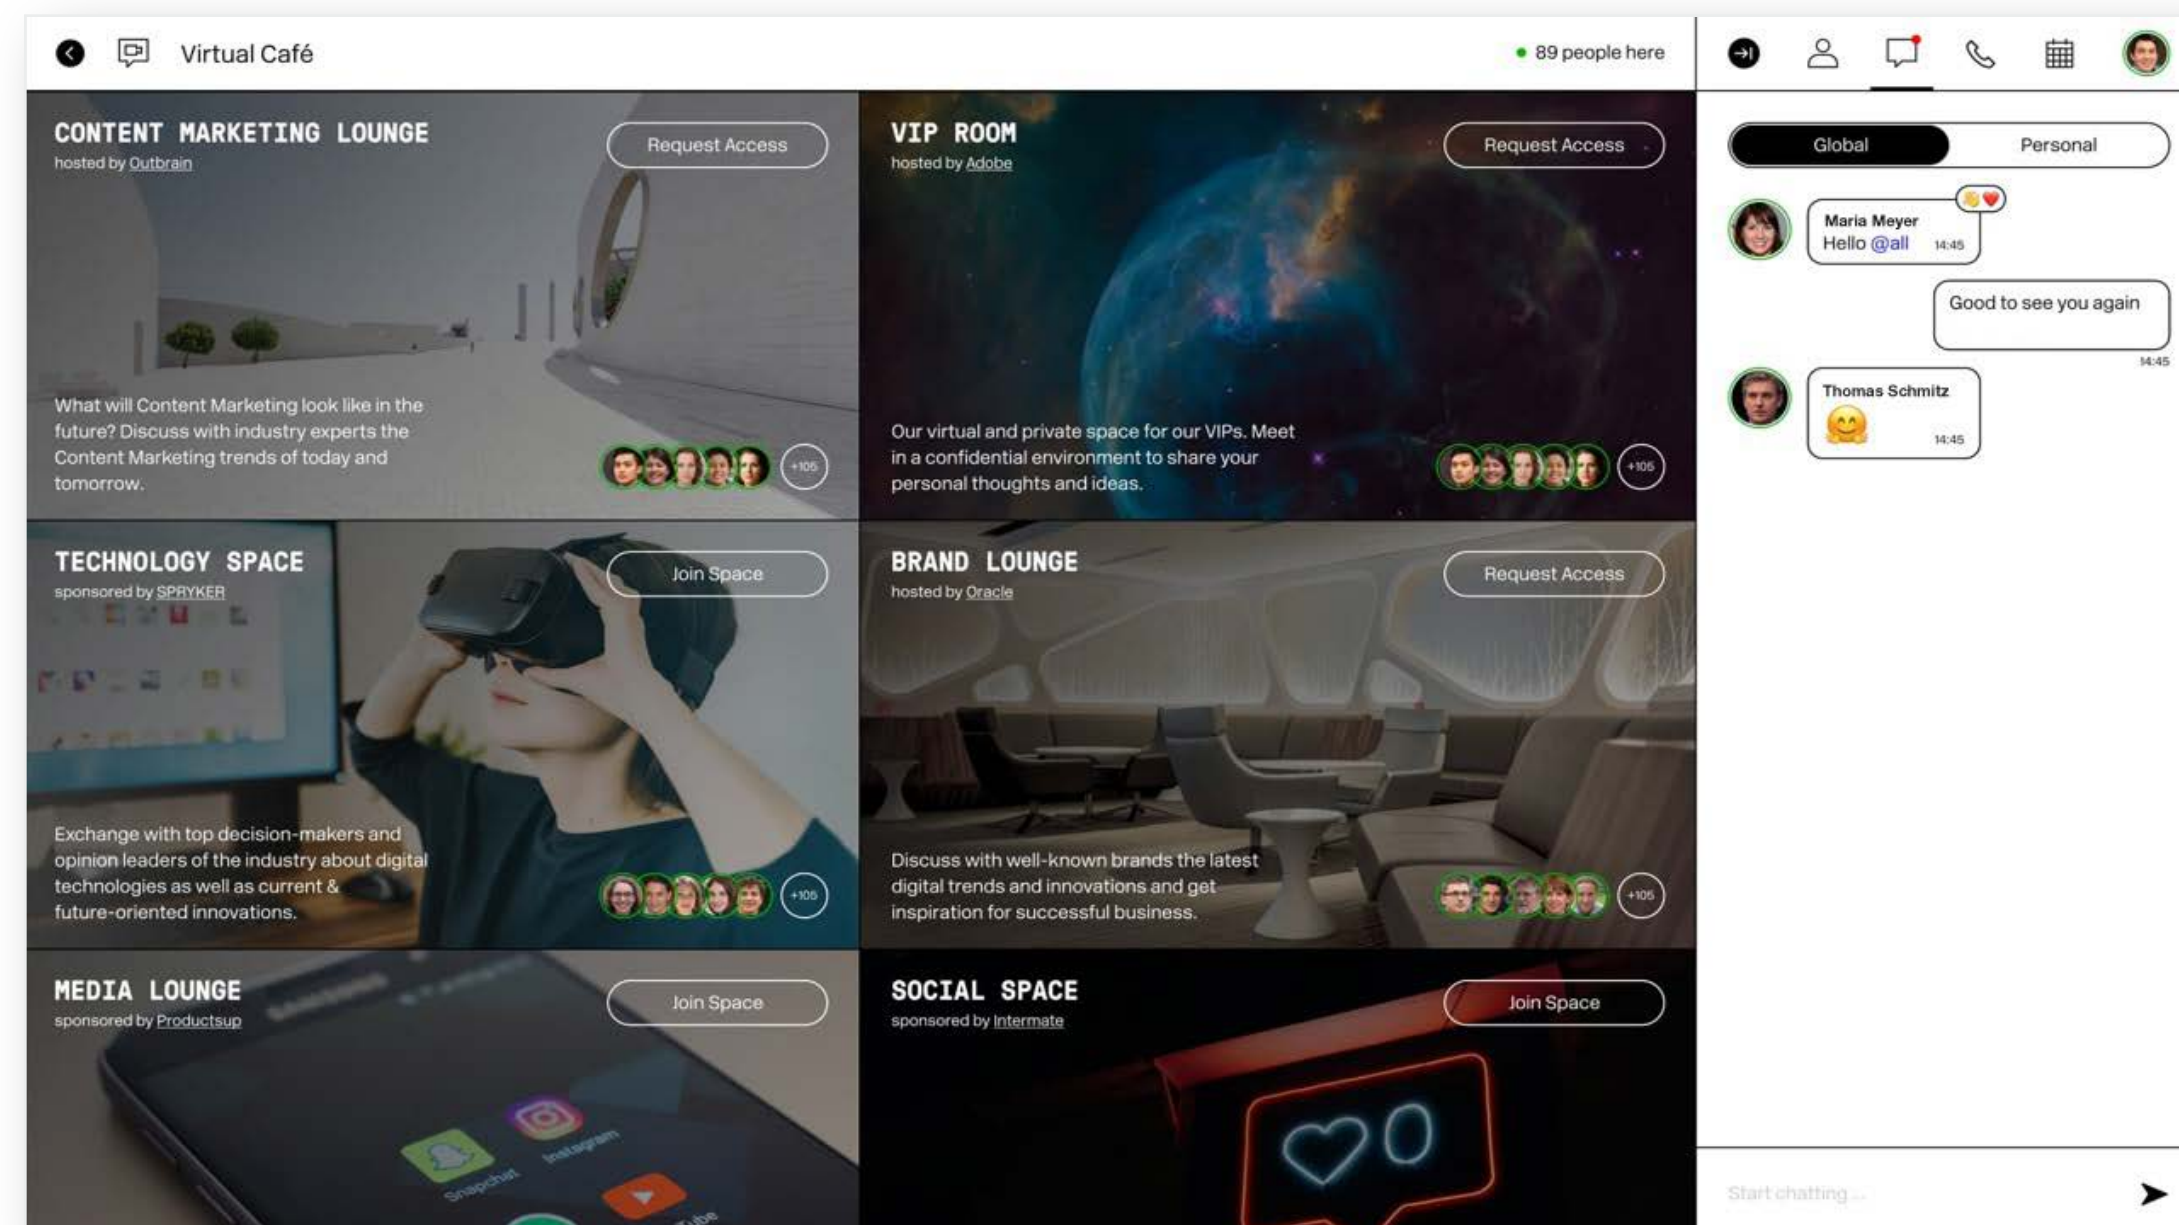 Virtual Café
89 people here
CONTENT MARKETING LOUNGE
hosted by Outbrain
Request Access
What will Content Marketing look like in the
future? Discuss with industry experts the
Content Marketing trends of today and
tomorrow.
+105
VIP ROOM
hosted by Adobe
Request Access
Our virtual and private space for our VIPs. Meet
in a confidential environment to share your
personal thoughts and ideas.
+105
TECHNOLOGY SPACE
sponsored by SPRYKER
Join Space
Exchange with top decision-makers and
opinion leaders of the industry about digital
technologies as well as current &
future-oriented innovations.
+105
BRAND LOUNGE
hosted by Oracle
Request Access
Discuss with well-known brands the latest
digital trends and innovations and get
inspiration for successful business.
+105
MEDIA LOUNGE
sponsored by Productsup
Join Space
SAMSUNG
Snapchat
Instagram
SOCIAL SPACE
sponsored by Intermate
Join Space
0
Global
Personal
Maria Meyer
Hello @all 14:45
Good to see you again
14:45
Thomas Schmitz
🤗 14:45
Start chatting ...